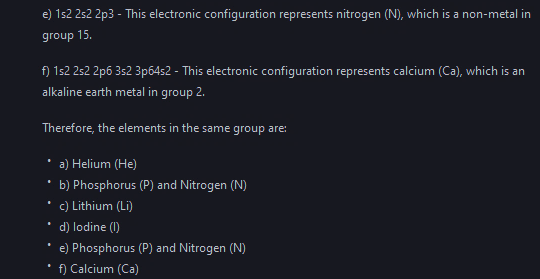 e) 1s2 2s2 2p3 - This electronic configuration represents nitrogen (N), which is a non-metal in
group 15.
f) 1s2 2s2 2p6 3s2 3p64s2 - This electronic configuration represents calcium (Ca), which is an
alkaline earth metal in group 2.
Therefore, the elements in the same group are:
• a) Helium (He)
• b) Phosphorus (P) and Nitrogen (N)
• c) Lithium (Li)
• d) Iodine (I)
• e) Phosphorus (P) and Nitrogen (N)
• f) Calcium (Ca)